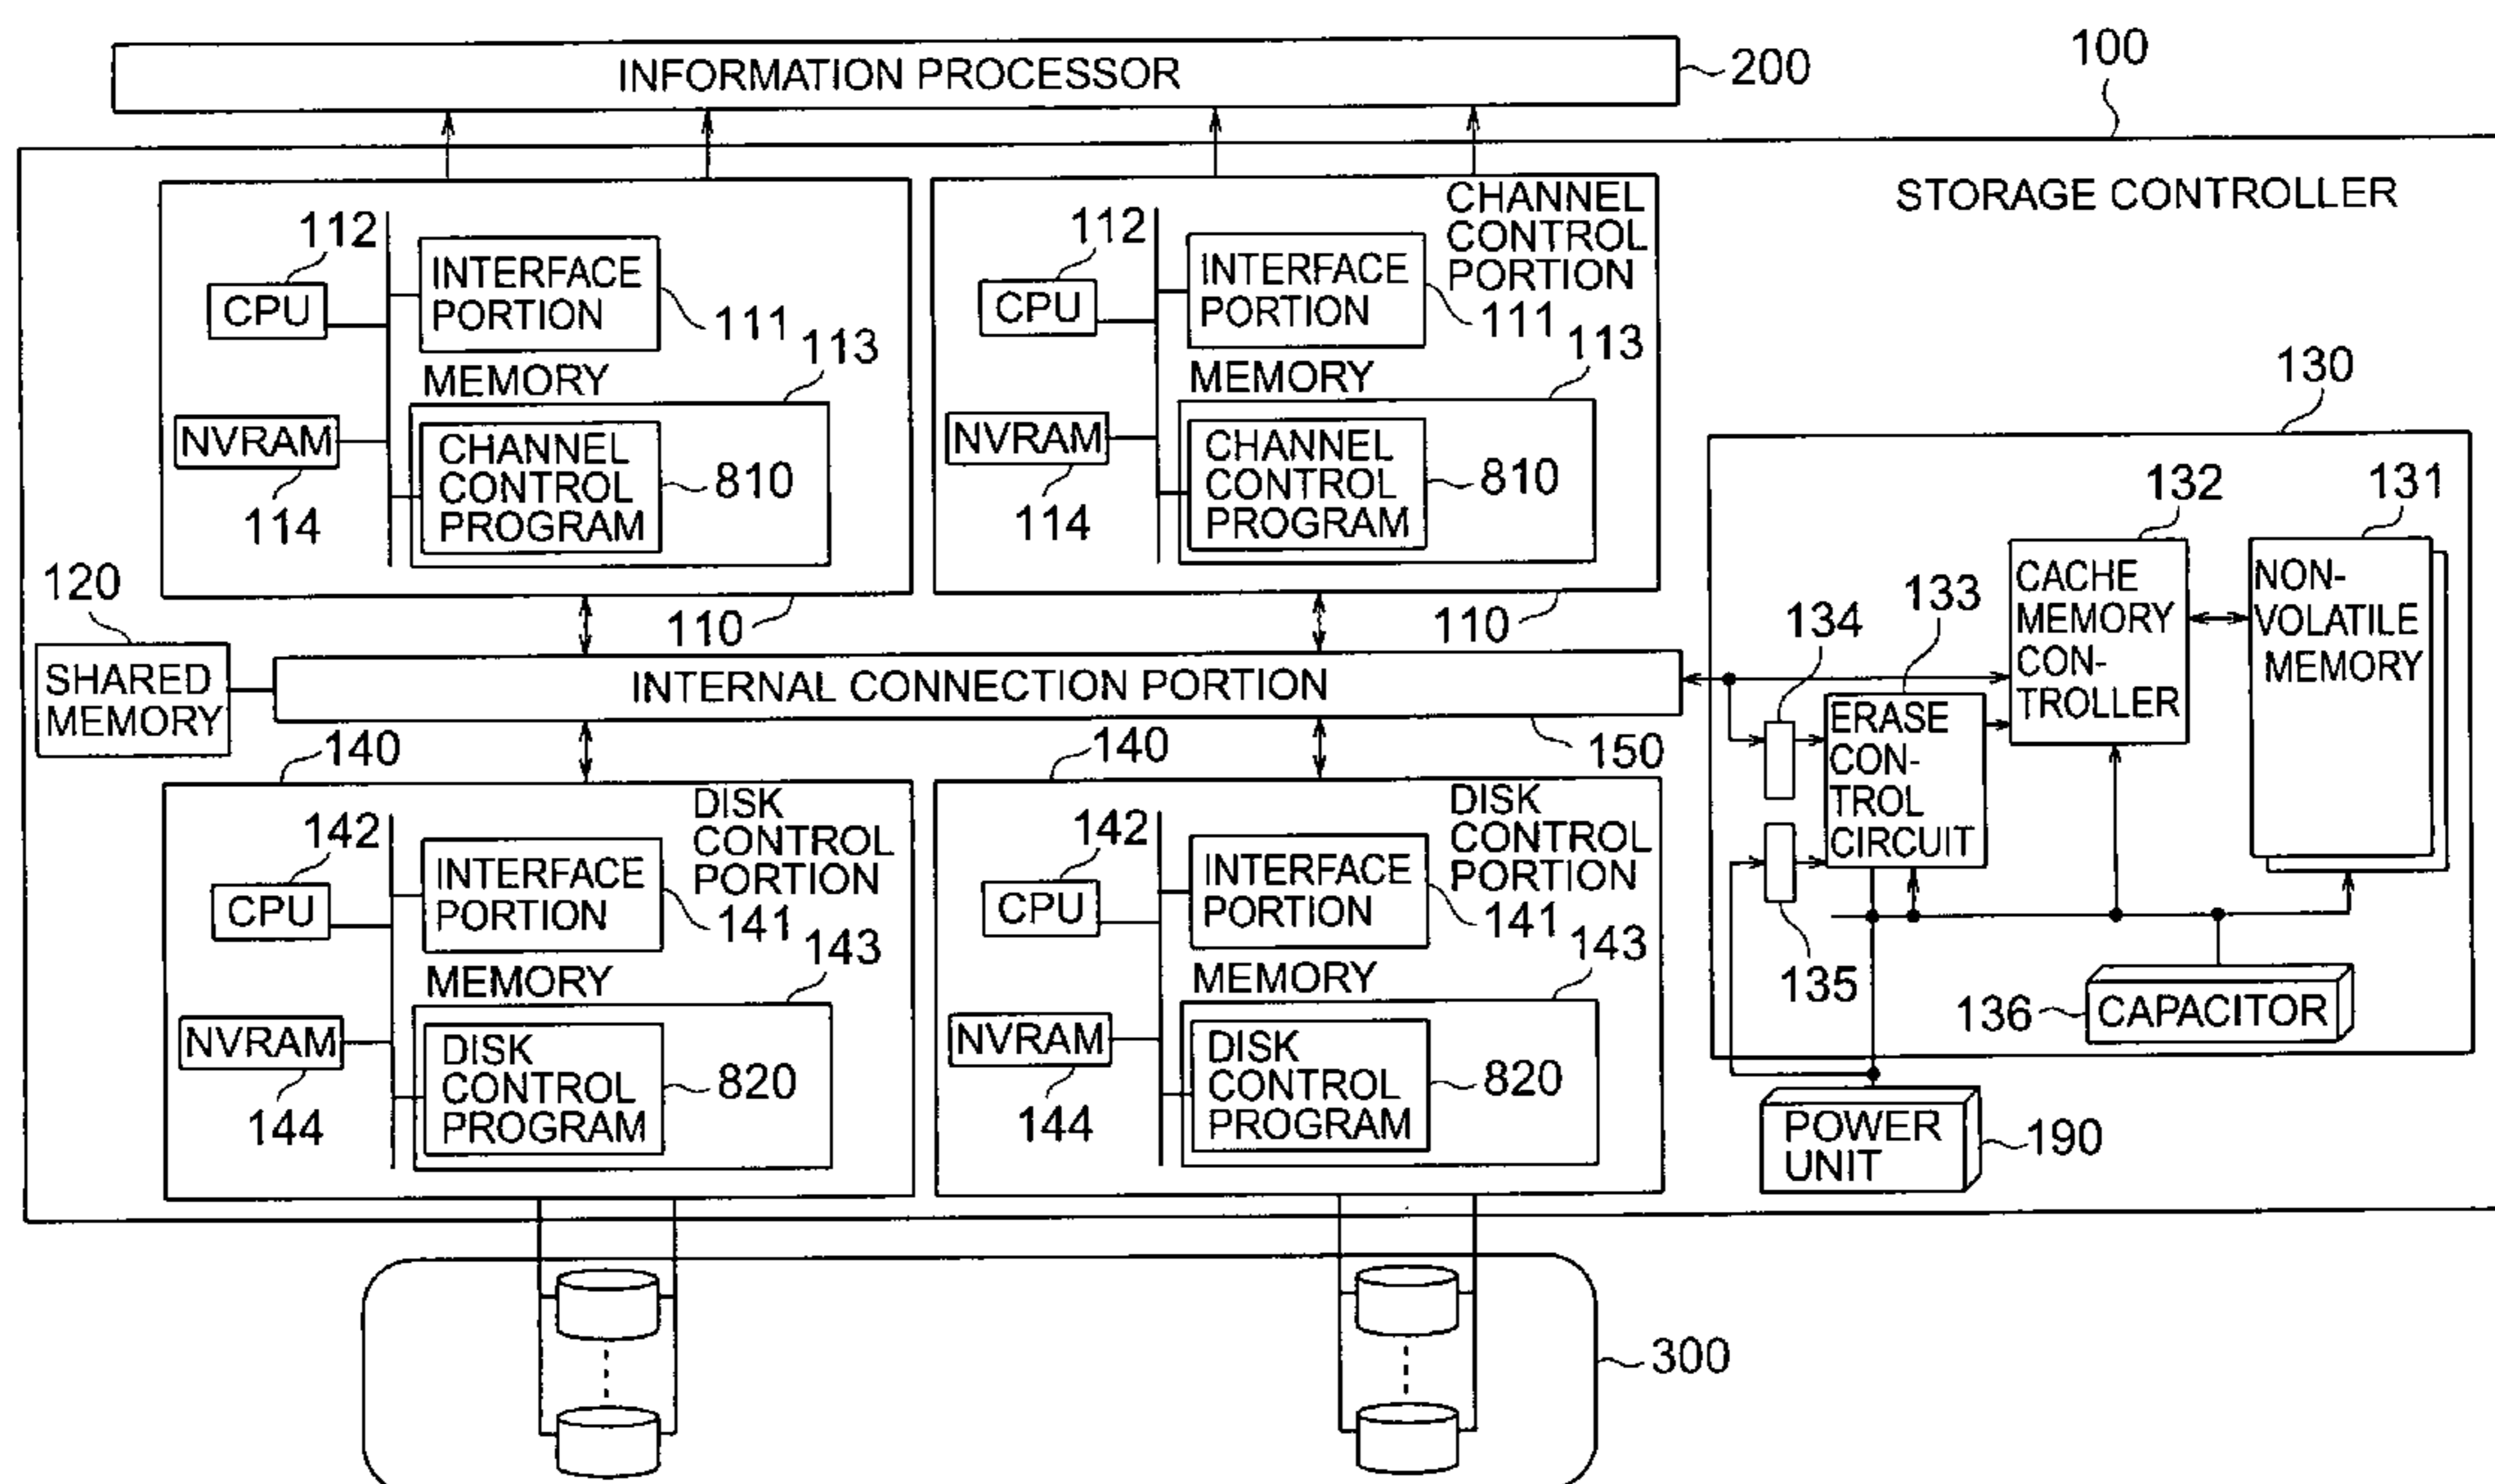 INFORMATION PROCESSOR
200
100
STORAGE CONTROLLER
112
CPU
INTERFACE
PORTION
111
MEMORY
113
NVRAM
114
CHANNEL
CONTROL
PROGRAM
810
110
CHANNEL
CONTROL
PORTION
112
CPU
INTERFACE
PORTION
111
MEMORY
113
NVRAM
114
CHANNEL
CONTROL
PROGRAM
810
110
120
SHARED
MEMORY
INTERNAL CONNECTION PORTION
150
140
DISK
CONTROL
PORTION
142
CPU
INTERFACE
PORTION
141
MEMORY
143
NVRAM
144
DISK
CONTROL
PROGRAM
820
140
DISK
CONTROL
PORTION
142
CPU
INTERFACE
PORTION
141
MEMORY
143
NVRAM
144
DISK
CONTROL
PROGRAM
820
130
132
CACHE
MEMORY
CON-
TROLLER
131
NON-
VOLATILE
MEMORY
134
133
ERASE
CON-
TROL
CIRCUIT
135
136
CAPACITOR
POWER
UNIT
190
300